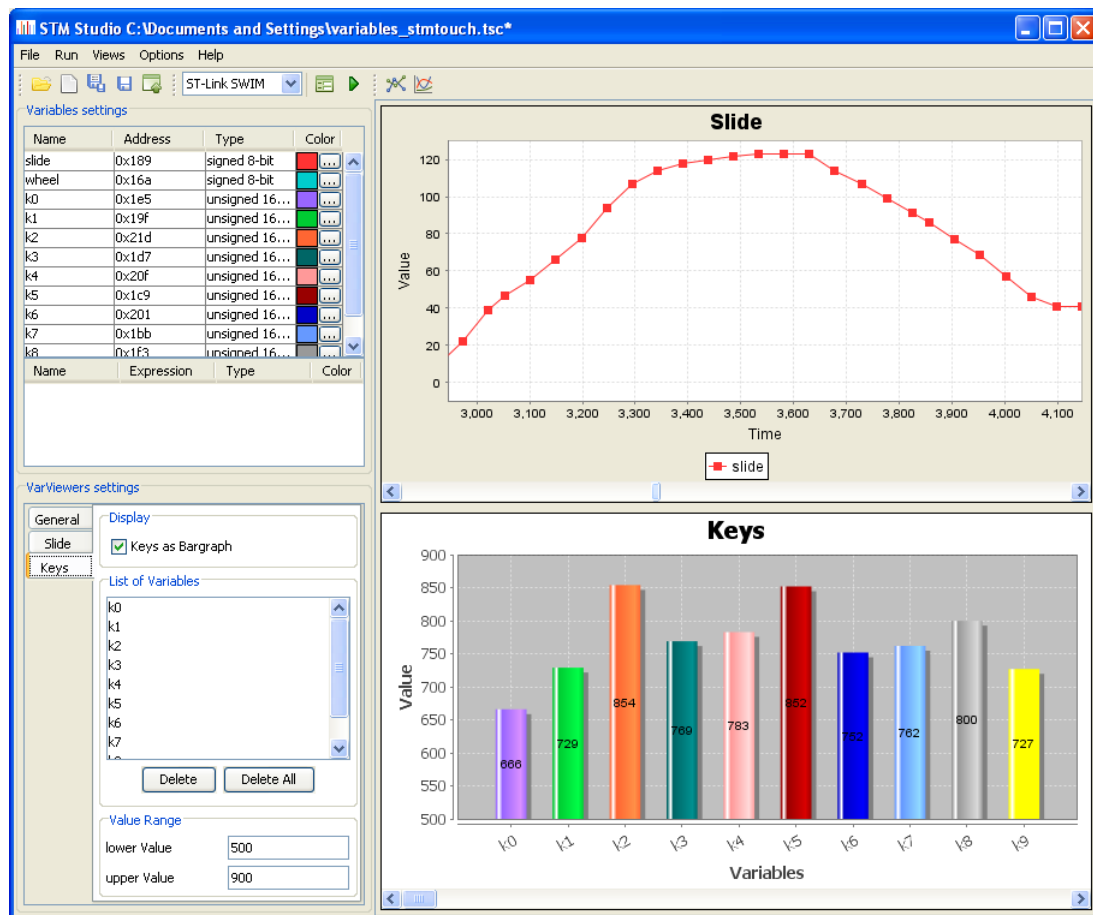 STM Studio C:\Documents and Settings\variables_stmtouch.tsc*
File Run Views Options Help
ST-Link SWIM
Variables settings
Name Address Type Color
slide 0x189 signed 8-bit ...
wheel 0x16a signed 8-bit ...
k0 0x1e5 unsigned 16... ...
k1 0x19f unsigned 16... ...
k2 0x21d unsigned 16... ...
k3 0x1d7 unsigned 16... ...
k4 0x20f unsigned 16... ...
k5 0x1c9 unsigned 16... ...
k6 0x201 unsigned 16... ...
k7 0x1bb unsigned 16... ...
k8 0x1f3 unsigned 16... ...
Name Expression Type Color
VarViewers settings
General
Slide
Keys
Display
Keys as Bargraph
List of Variables
k0
k1
k2
k3
k4
k5
k6
k7
Delete Delete All
Value Range
lower Value 500
upper Value 900
Slide
Value
120
100
80
60
40
20
0
3,000 3,100 3,200 3,300 3,400 3,500 3,600 3,700 3,800 3,900 4,000 4,100
Time
slide
Keys
Value
900
850
800
750
700
650
600
550
500
666 729 854 769 783 852 752 762 800 727
k0 k1 k2 k3 k4 k5 k6 k7 k8 k9
Variables